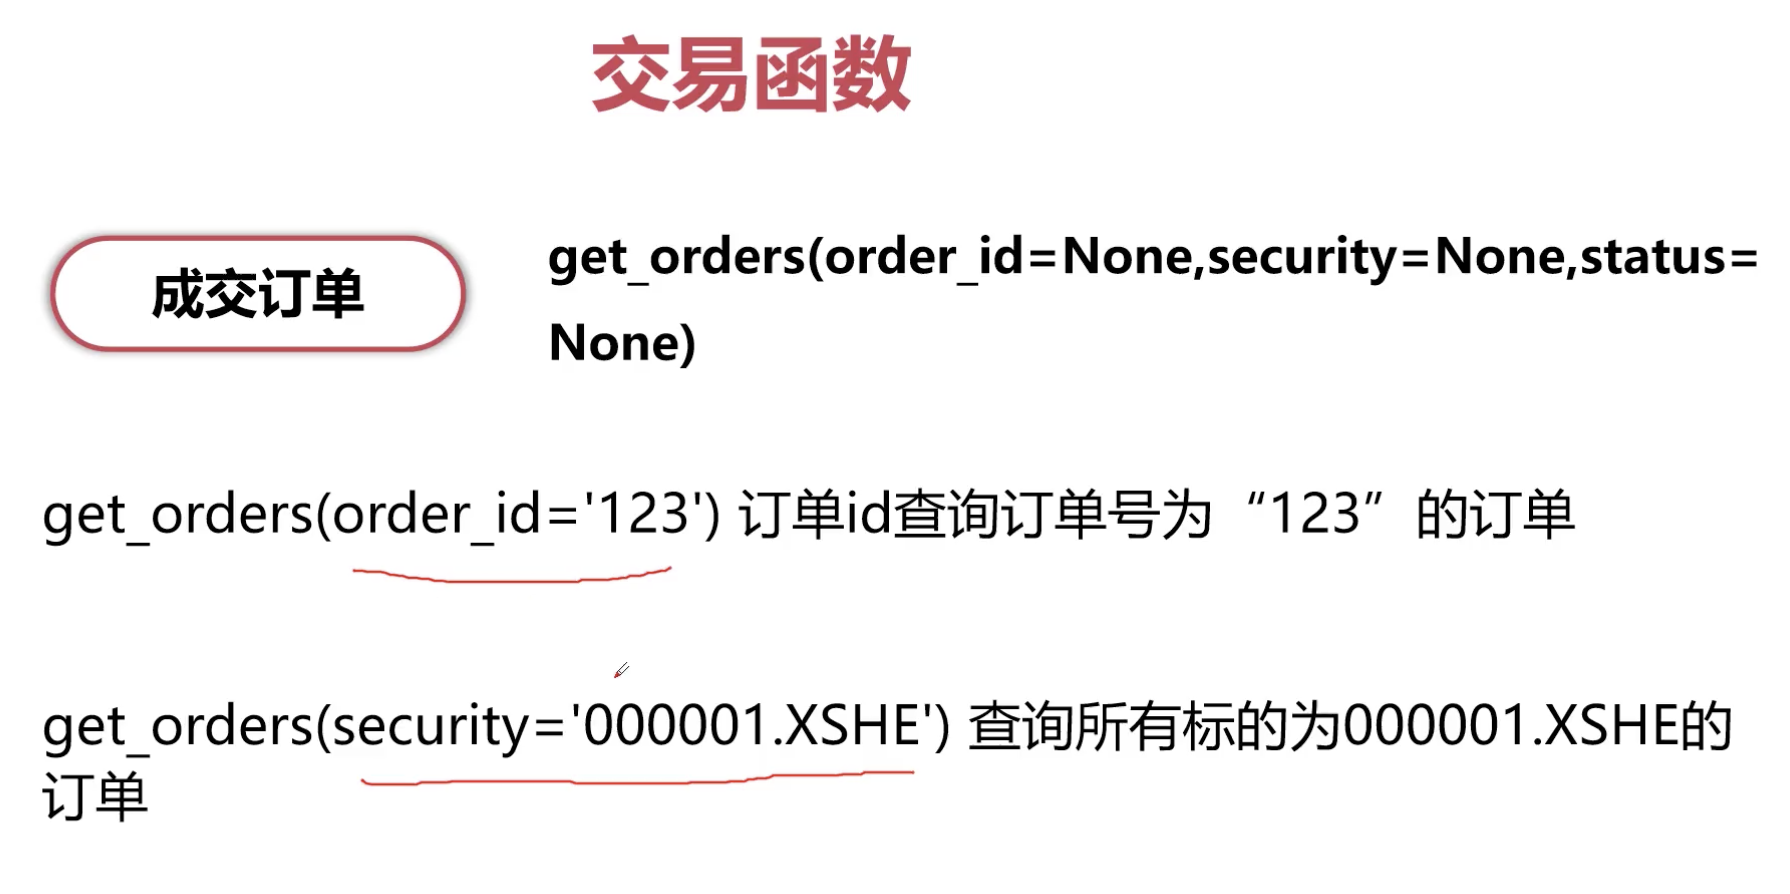 交易函数
成交订单
get_orders(order_id=None,security=None,status=
None)
get_orders(order_id='123') 订单id查询订单号为“123”的订单
get_orders(security='000001.XSHE') 查询所有标的为000001.XSHE的
订单